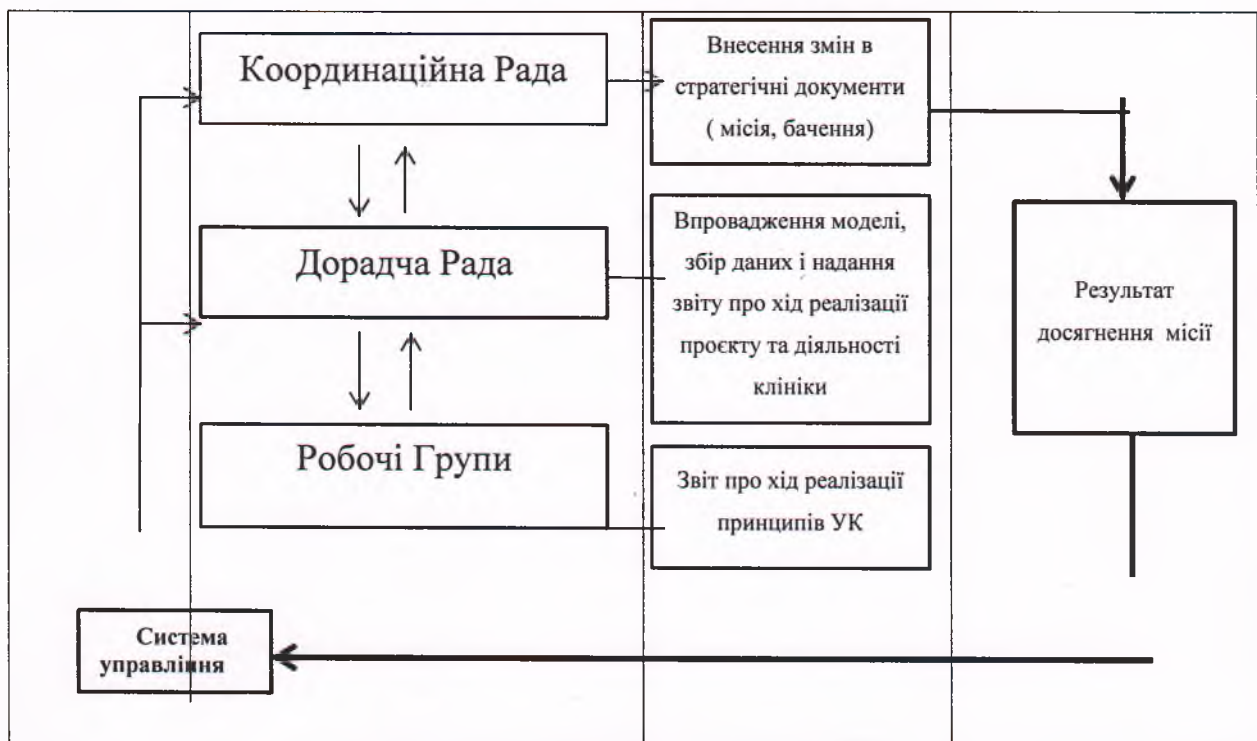 Координаційна Рада
Внесення змін в
стратегічні документи
( місія, бачення)
Дорадча Рада
Впровадження моделі,
збір даних і надання
звіту про хід реалізації
проєкту та діяльності
клініки
Результат
досягнення місії
Робочі Групи
Звіт про хід реалізації
принципів УК
Система
управління